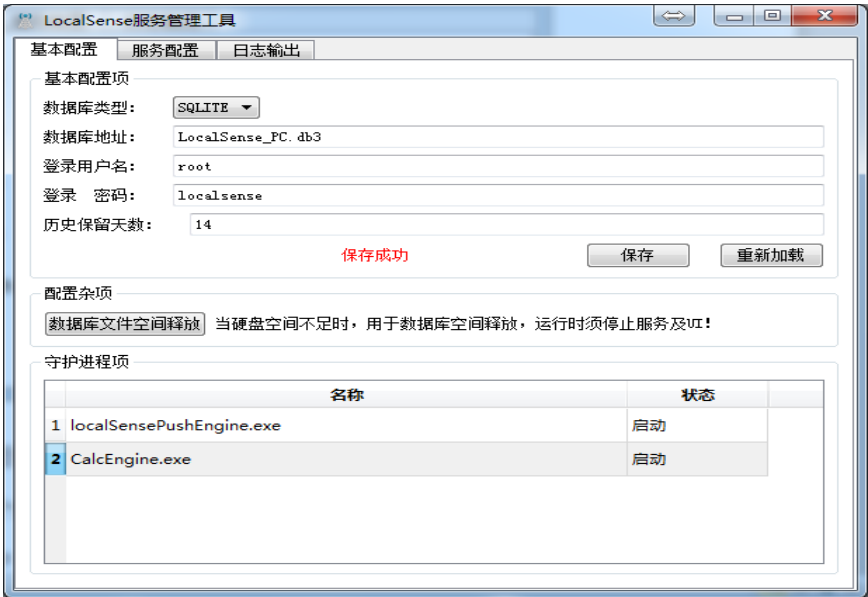 LocalSense服务管理工具
基本配置 服务配置 日志输出
基本配置项
数据库类型： SQLITE
数据库地址： LocalSense_PC.db3
登录用户名： root
登录 密码： localsense
历史保留天数： 14
保存成功 保存 重新加载
配置杂项
数据库文件空间释放 当硬盘空间不足时，用于数据库空间释放，运行时须停止服务及UI！
守护进程项
名称 状态
1 localSensePushEngine.exe 启动
2 CalcEngine.exe 启动